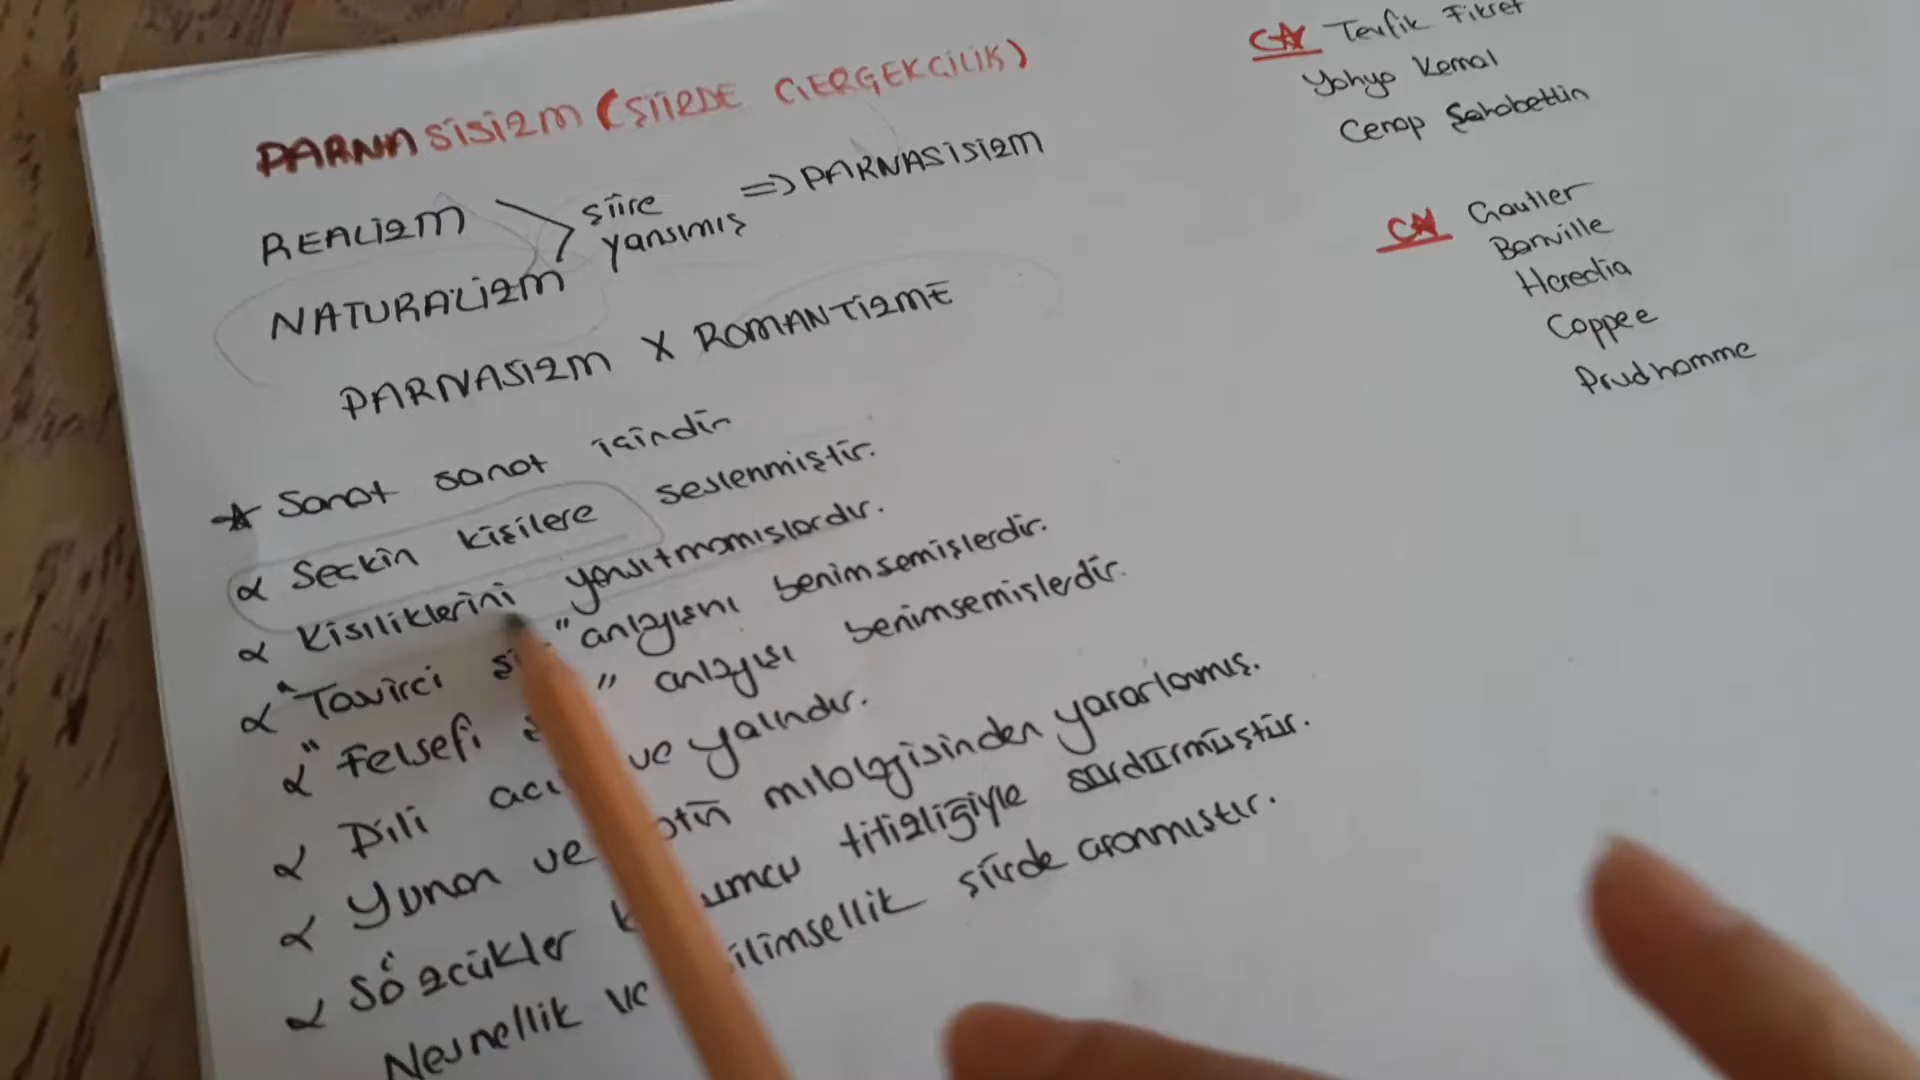 PARNASİSİZM (ŞİİRDE GERÇEKÇİLİK)
REALİZM
NATURALİZM
şiire
yansımış
=> PARNASİSİZM
PARNASİZM X ROMANTİZME
★ Sanat sanat içindir
α Seçkin kişilere seslenmiştir.
α Kişiliklerini yansıtmamışlardır.
α "Tasvirci " anlayışını benimsemişlerdir.
α "Felsefi " anlayışı benimsemişlerdir.
α Dili ve yalındır.
α Yunan ve mitolojisinden yararlanmış.
α Sözcükler titizliğiyle sürdürmüştür.
Nesnellik ve şiirde aranmıştır.
Tevfik Fikret
Yahya Kemal
Cenap Şahabettin
Gautier
Banville
Heredia
Coppee
Prudhomme